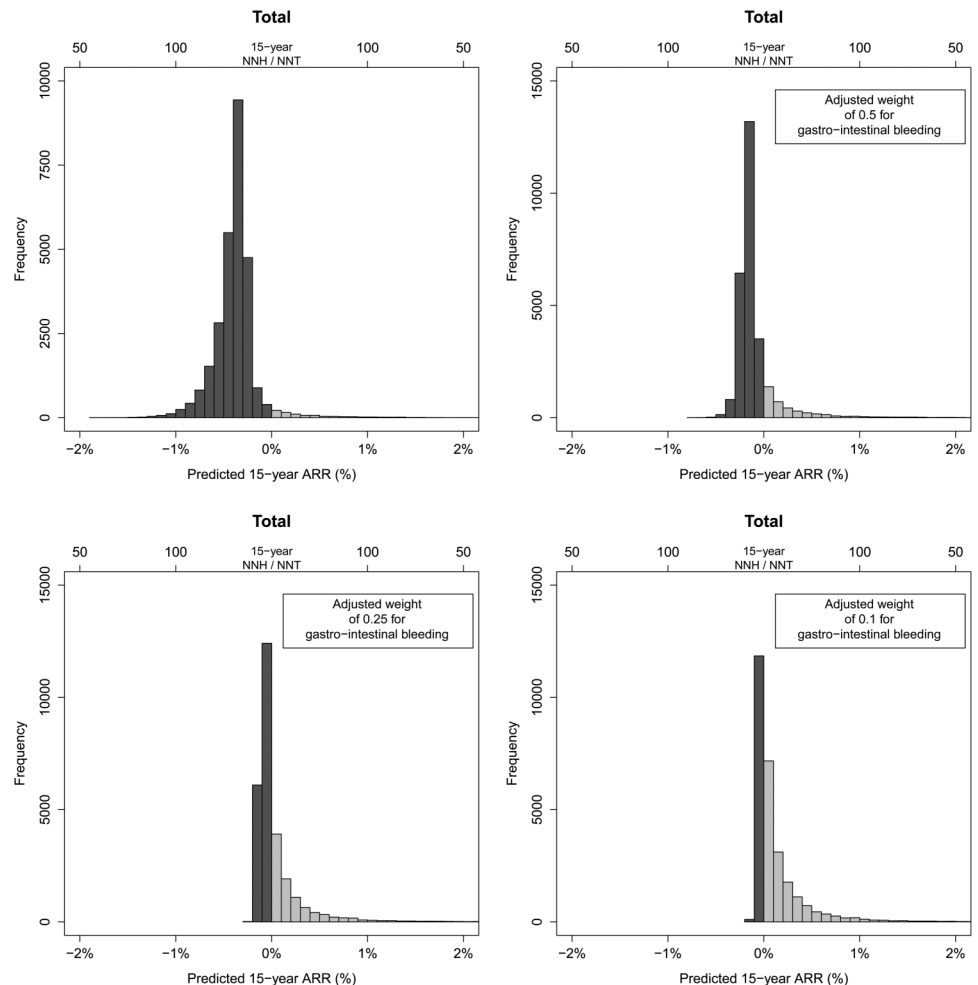 Total
50 100 15−year 100 50
NNH / NNT
10000
7500
5000
2500
0
Frequency
−2% −1% 0% 1% 2%
Predicted 15−year ARR (%)
Total
50 100 15−year 100 50
NNH / NNT
15000
10000
5000
0
Frequency
Adjusted weight
of 0.5 for
gastro−intestinal bleeding
−2% −1% 0% 1% 2%
Predicted 15−year ARR (%)
Total
50 100 15−year 100 50
NNH / NNT
15000
10000
5000
0
Frequency
Adjusted weight
of 0.25 for
gastro−intestinal bleeding
−2% −1% 0% 1% 2%
Predicted 15−year ARR (%)
Total
50 100 15−year 100 50
NNH / NNT
15000
10000
5000
0
Frequency
Adjusted weight
of 0.1 for
gastro−intestinal bleeding
−2% −1% 0% 1% 2%
Predicted 15−year ARR (%)